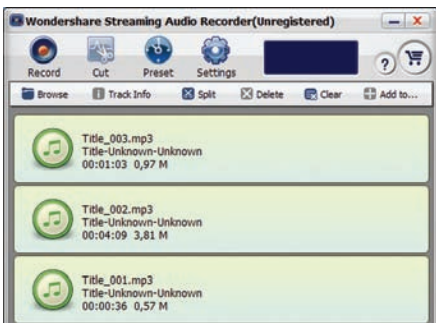 Wondershare Streaming Audio Recorder(Unregistered)
Record Cut Preset Settings
Browse Track Info Split Delete Clear Add to...
Title_003.mp3
Title-Unknown-Unknown
00:01:03 0,97 M
Title_002.mp3
Title-Unknown-Unknown
00:04:09 3,81 M
Title_001.mp3
Title-Unknown-Unknown
00:00:36 0,57 M